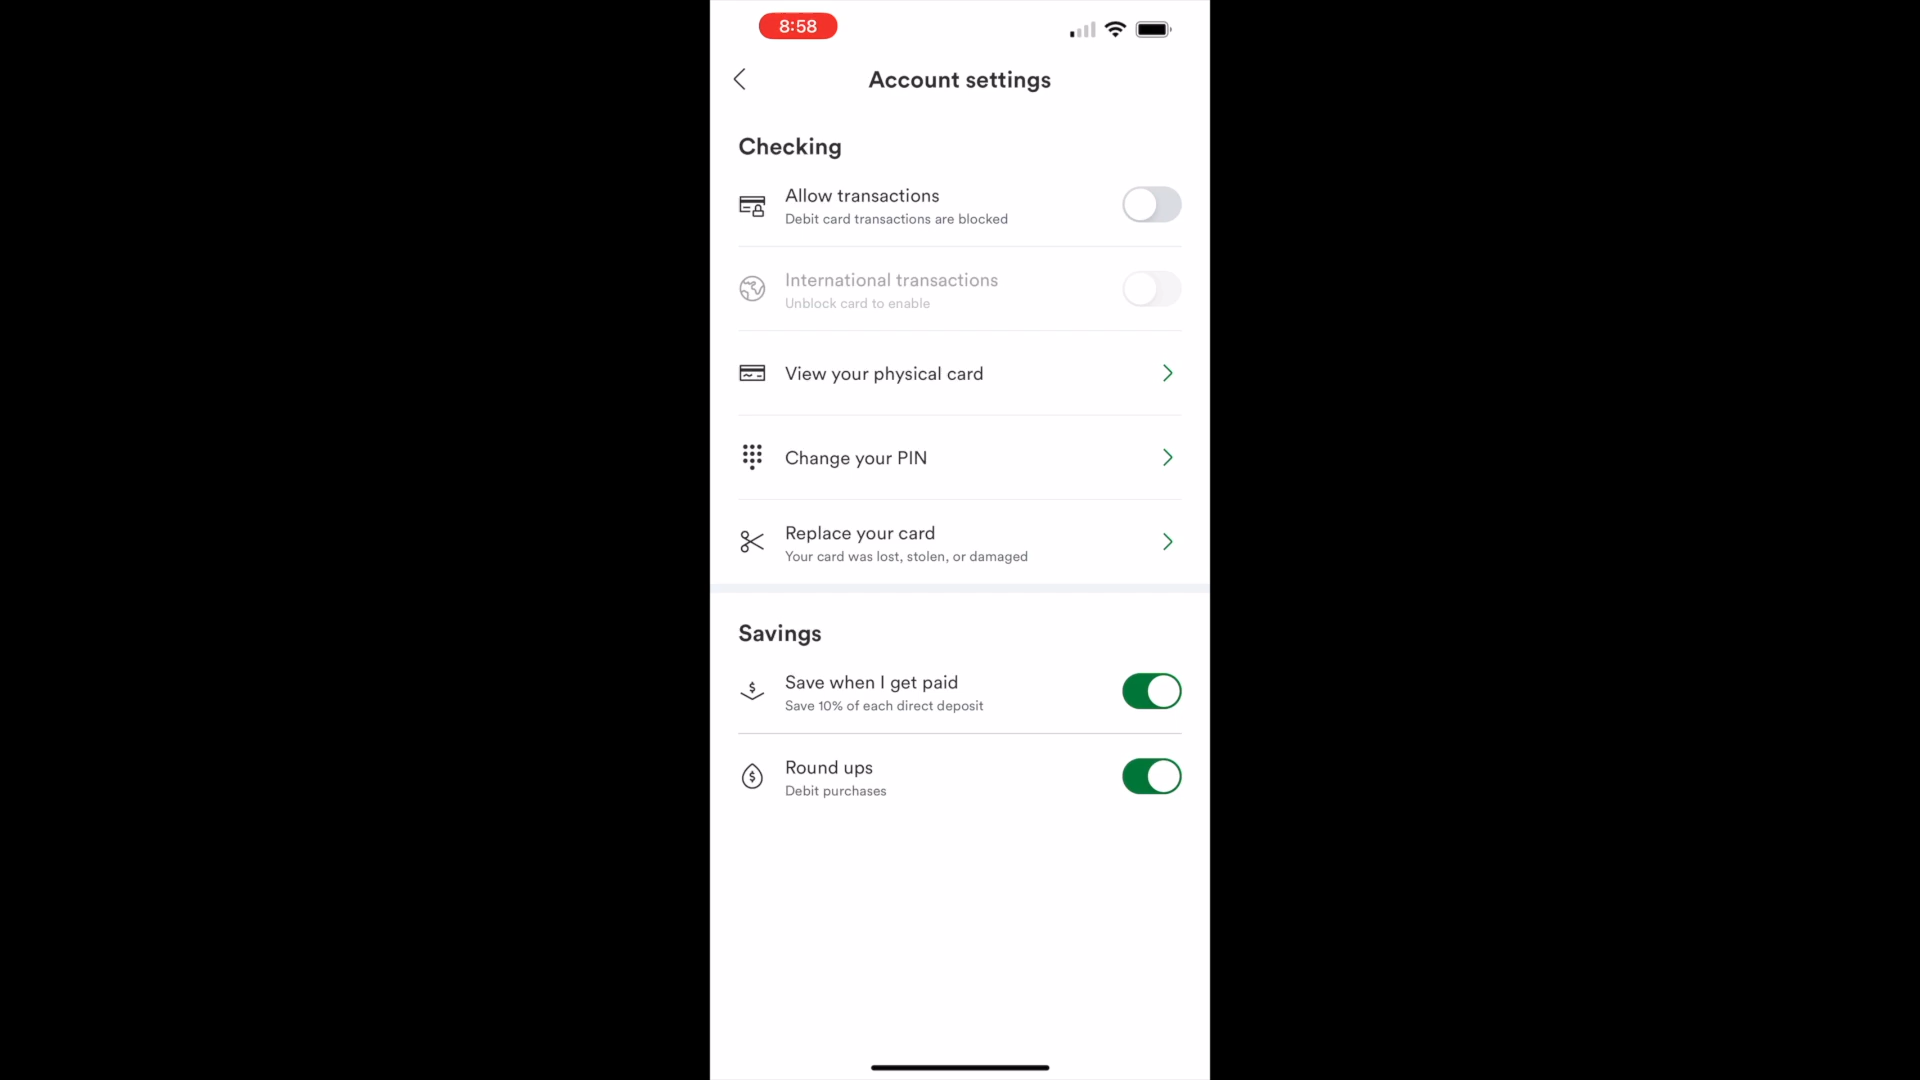 8:58
Account settings
Checking
Allow transactions
Debit card transactions are blocked
International transactions
Unblock card to enable
View your physical card
Change your PIN
Replace your card
Your card was lost, stolen, or damaged
Savings
Save when I get paid
Save 10% of each direct deposit
Round ups
Debit purchases